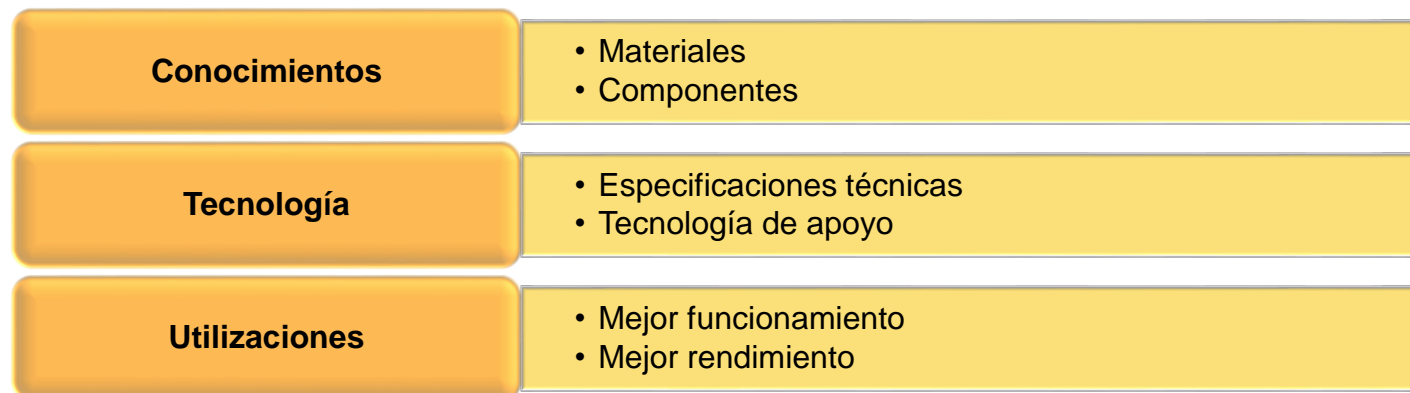 Conocimientos
• Materiales
• Componentes
Tecnología
• Especificaciones técnicas
• Tecnología de apoyo
Utilizaciones
• Mejor funcionamiento
• Mejor rendimiento